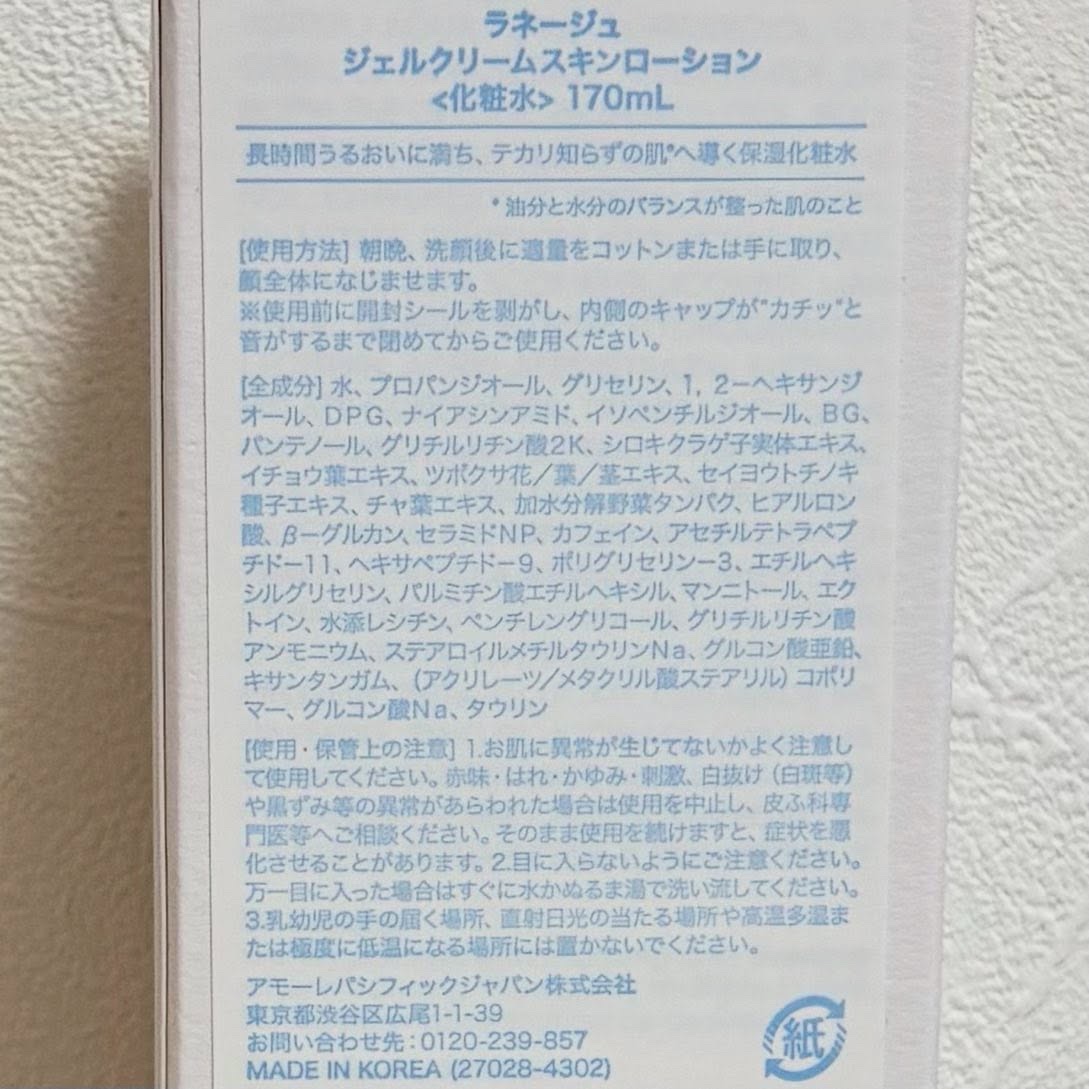 ラネージュ
ジェルクリームスキンローション
<化粧水> 170mL
長時間うるおいに満ち、テカリ知らずの肌*へ導く保湿化粧水
*油分と水分のバランスが整った肌のこと
[使用方法] 朝晩、洗顔後に適量をコットンまたは手に取り、
顔全体になじませます。
※使用前に開封シールを剥がし、内側のキャップが"カチッ"と
音がするまで閉めてからご使用ください。
[全成分] 水、プロパンジオール、グリセリン、1, 2-ヘキサンジ
オール、DPG、ナイアシンアミド、イソペンチルジオール、BG、
パンテノール、グリチルリチン酸2K、シロキクラゲ子実体エキス、
イチョウ葉エキス、ツボクサ花/葉/茎エキス、セイヨウトチノキ
種子エキス、チャ葉エキス、加水分解野菜タンパク、ヒアルロン
酸、β-グルカン、セラミドNP、カフェイン、アセチルテトラペプ
チド-11、ヘキサペプチド-9、ポリグリセリン-3、エチルヘキ
シルグリセリン、パルミチン酸エチルヘキシル、マンニトール、エク
トイン、水添レシチン、ペンチレングリコール、グリチルリチン酸
アンモニウム、ステアロイルメチルタウリンNa、グルコン酸亜鉛、
キサンタンガム、(アクリレーツ/メタクリル酸ステアリル)コポリ
マー、グルコン酸Na、タウリン
[使用・保管上の注意] 1.お肌に異常が生じてないかよく注意し
て使用してください。赤味・はれ・かゆみ・刺激、白抜け(白斑等)
や黒ずみ等の異常があらわれた場合は使用を中止し、皮ふ科専
門医等へご相談ください。そのまま使用を続けますと、症状を悪
化させることがあります。2.目に入らないようにご注意ください。
万一目に入った場合はすぐに水かぬるま湯で洗い流してください。
3.乳幼児の手の届く場所、直射日光の当たる場所や高温多湿ま
たは極度に低温になる場所には置かないでください。
アモーレパシフィックジャパン株式会社
東京都渋谷区広尾1-1-39
お問い合わせ先:0120-239-857
MADE IN KOREA (27028-4302)
紙